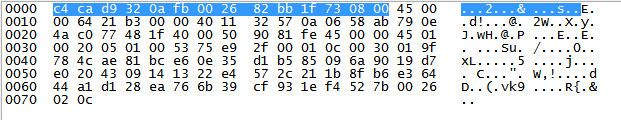 0000 c4 ca d9 32 0a fb 00 26 82 bb 1f 73 08 00 45 00 ...2...& ...s..E.
0010 00 64 21 b3 00 00 40 11 32 57 0a 06 58 ab 79 0e .d!...@. 2W..X.y.
0020 4a c0 77 48 1f 40 00 50 90 81 fe 45 00 00 45 01 J.wH.@.P ...E..E.
0030 00 20 05 01 00 53 75 e9 2f 00 01 0c 00 30 01 9f . ...Su. /....0..
0040 78 4c ae 81 bc e6 0e 35 d1 b5 85 09 6a 90 19 d7 xL.....5 ....j...
0050 e0 20 43 09 14 13 22 e4 57 2c 21 1b 8f b6 e3 64 . C...". W,!....d
0060 44 a1 d1 28 ea 76 6b 39 cf 93 1e f4 52 7b 00 26 D..(.vk9 ....R{.&
0070 02 0c ..